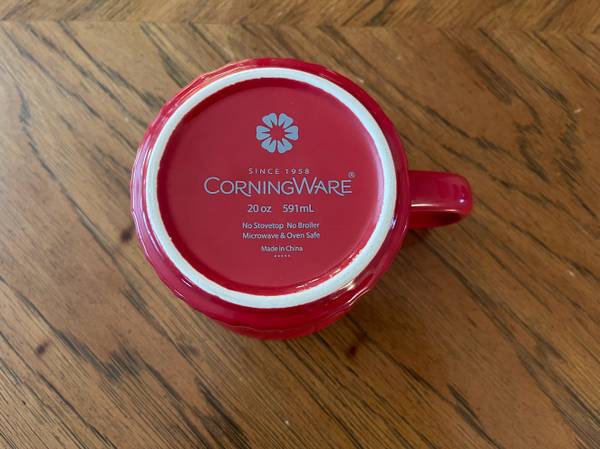 SINCE 1958
CORNINGWARE®
20 oz 591mL
No Stovetop No Broiler
Microwave & Oven Safe
Made in China